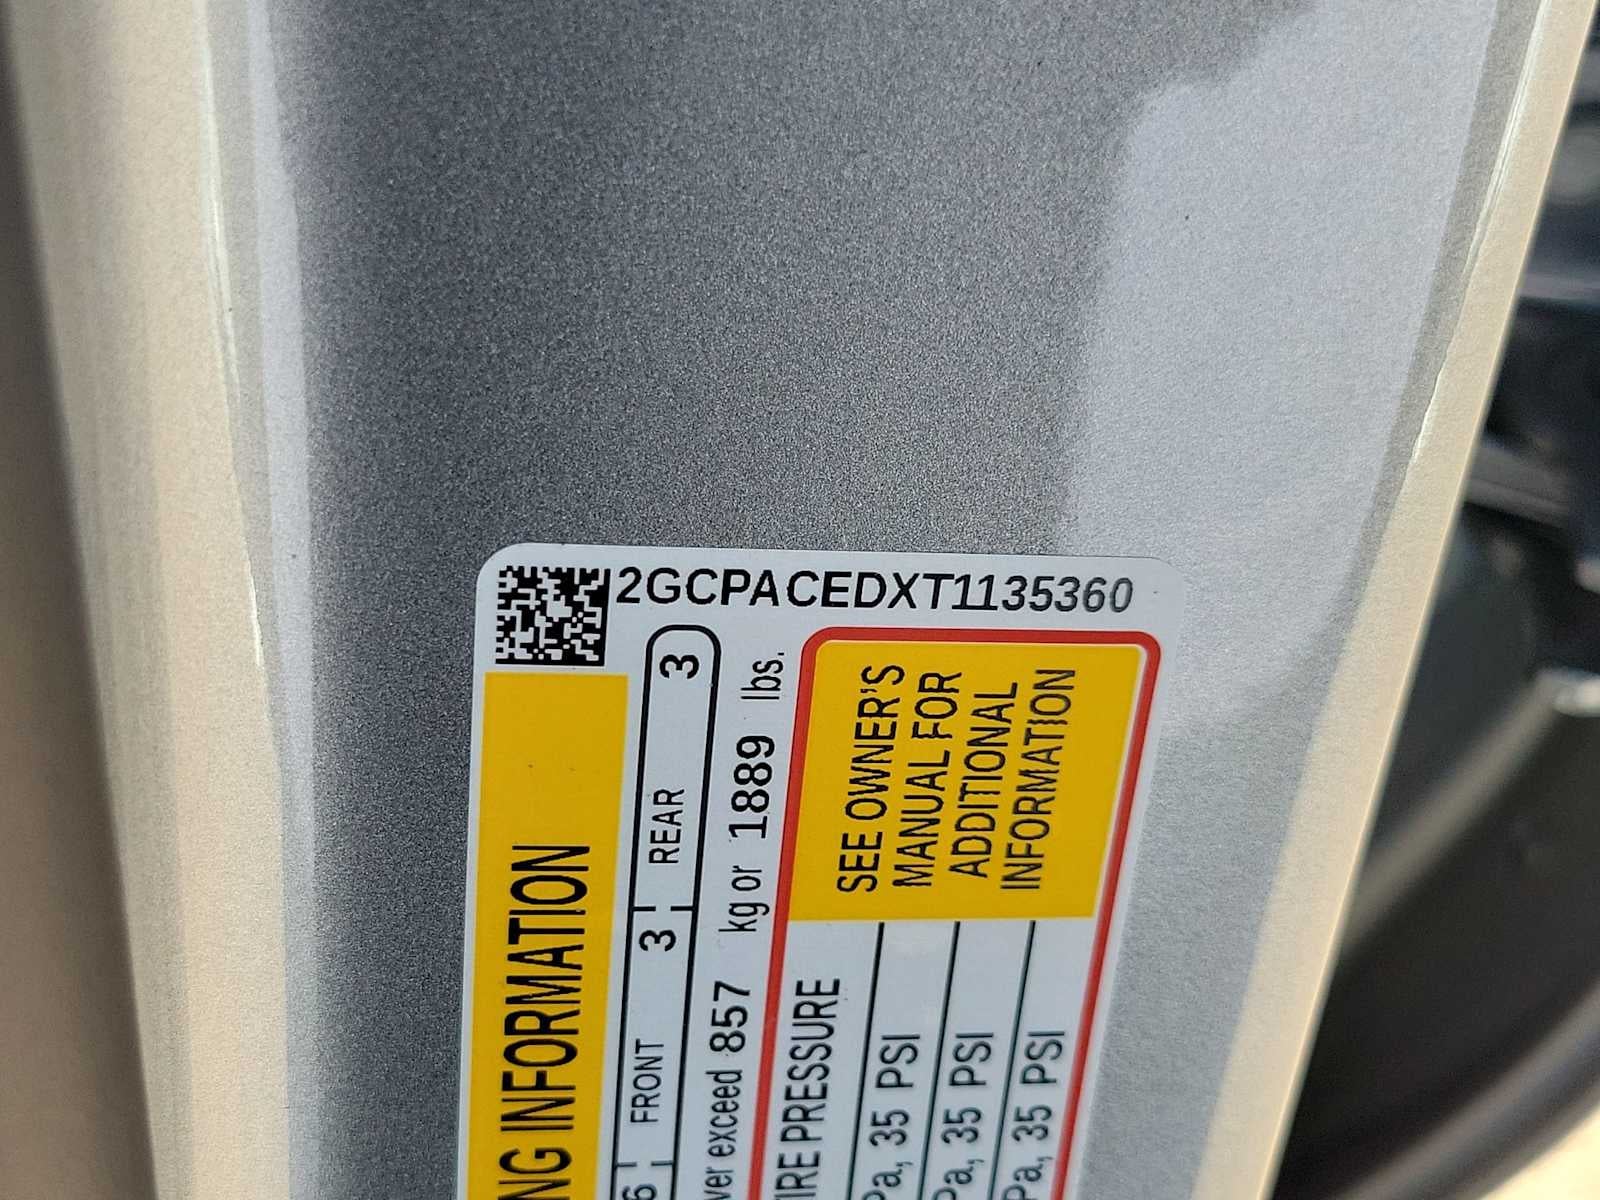 2GCPACEDXT1135360
NG INFORMATION
6 FRONT 3 REAR 3
ver exceed 857 kg or 1889 lbs.
IRE PRESSURE
Pa, 35 PSI
Pa, 35 PSI
Pa, 35 PSI
SEE OWNER'S
MANUAL FOR
ADDITIONAL
INFORMATION